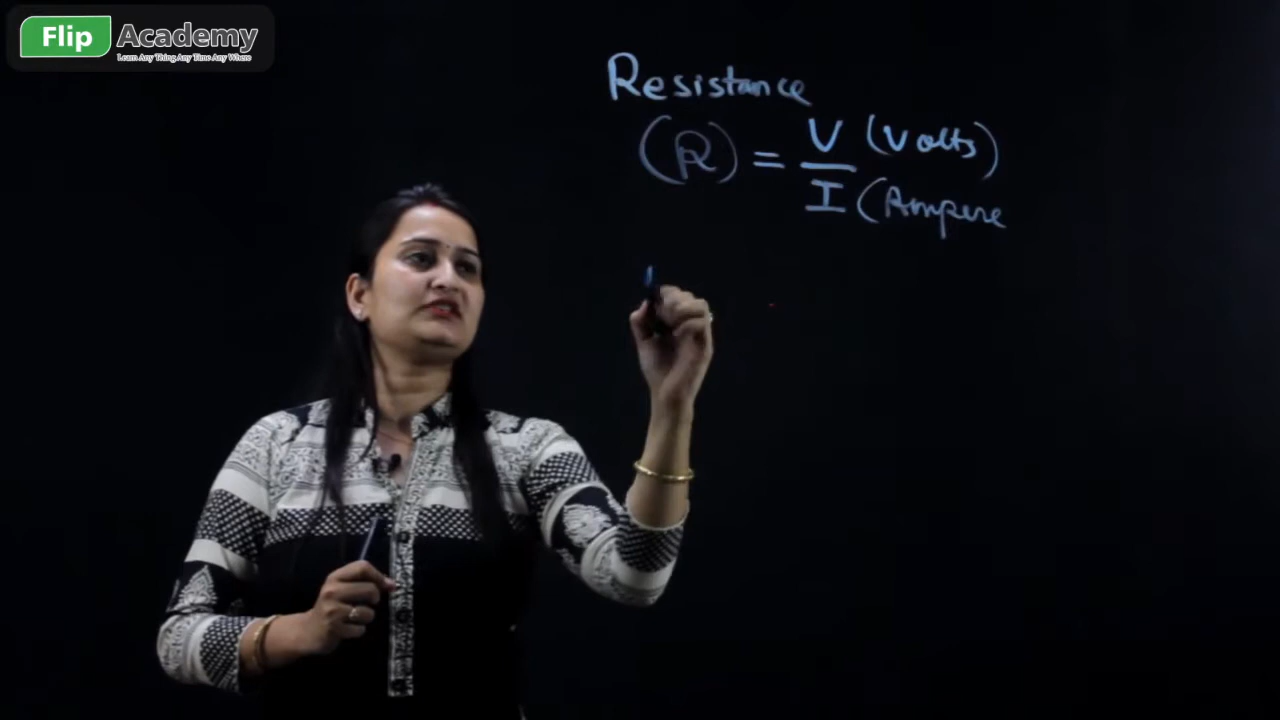 Flip Academy
Learn Any Thing Any Time Any Where
Resistance
(R) = V (Volts)
I (Ampere